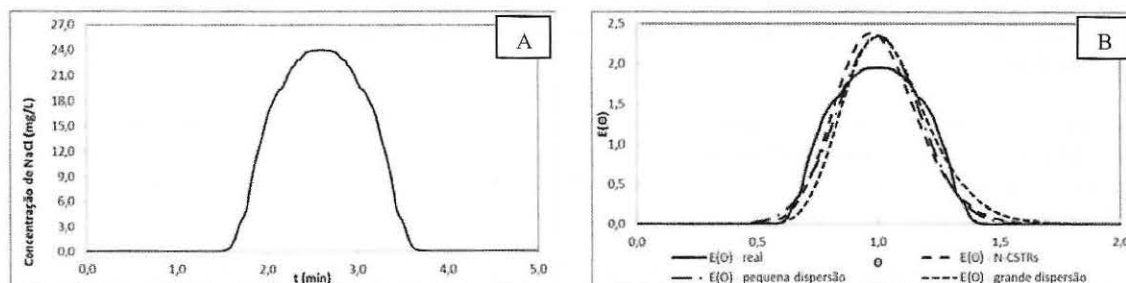 27,0
24,0
21,0
18,0
15,0
12,0
9,0
6,0
3,0
0,0
Concentração de NaCl (mg/L)
0,0 1,0 2,0 3,0 4,0 5,0
t (min)
A
2,5
2,0
1,5
1,0
0,5
0,0
E(Θ)
0,0 0,5 1,0 1,5 2,0
Θ
B
E(Θ) - real
E(Θ) - N-CSTRs
E(Θ) - pequena dispersão
E(Θ) - grande dispersão